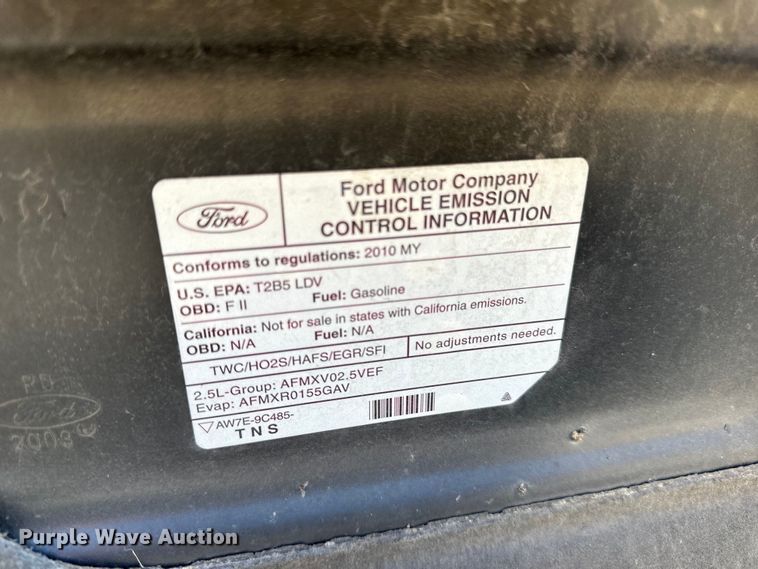 Ford
Ford Motor Company
VEHICLE EMISSION
CONTROL INFORMATION
Conforms to regulations: 2010 MY
U.S. EPA: T2B5 LDV
OBD: F II Fuel: Gasoline
California: Not for sale in states with California emissions.
OBD: N/A Fuel: N/A
TWC/HO2S/HAFS/EGR/SFI
No adjustments needed.
2.5L-Group: AFMXV02.5VEF
Evap: AFMXR0155GAV
AW7E-9C485-
TNS
Ford
Purple Wave Auction